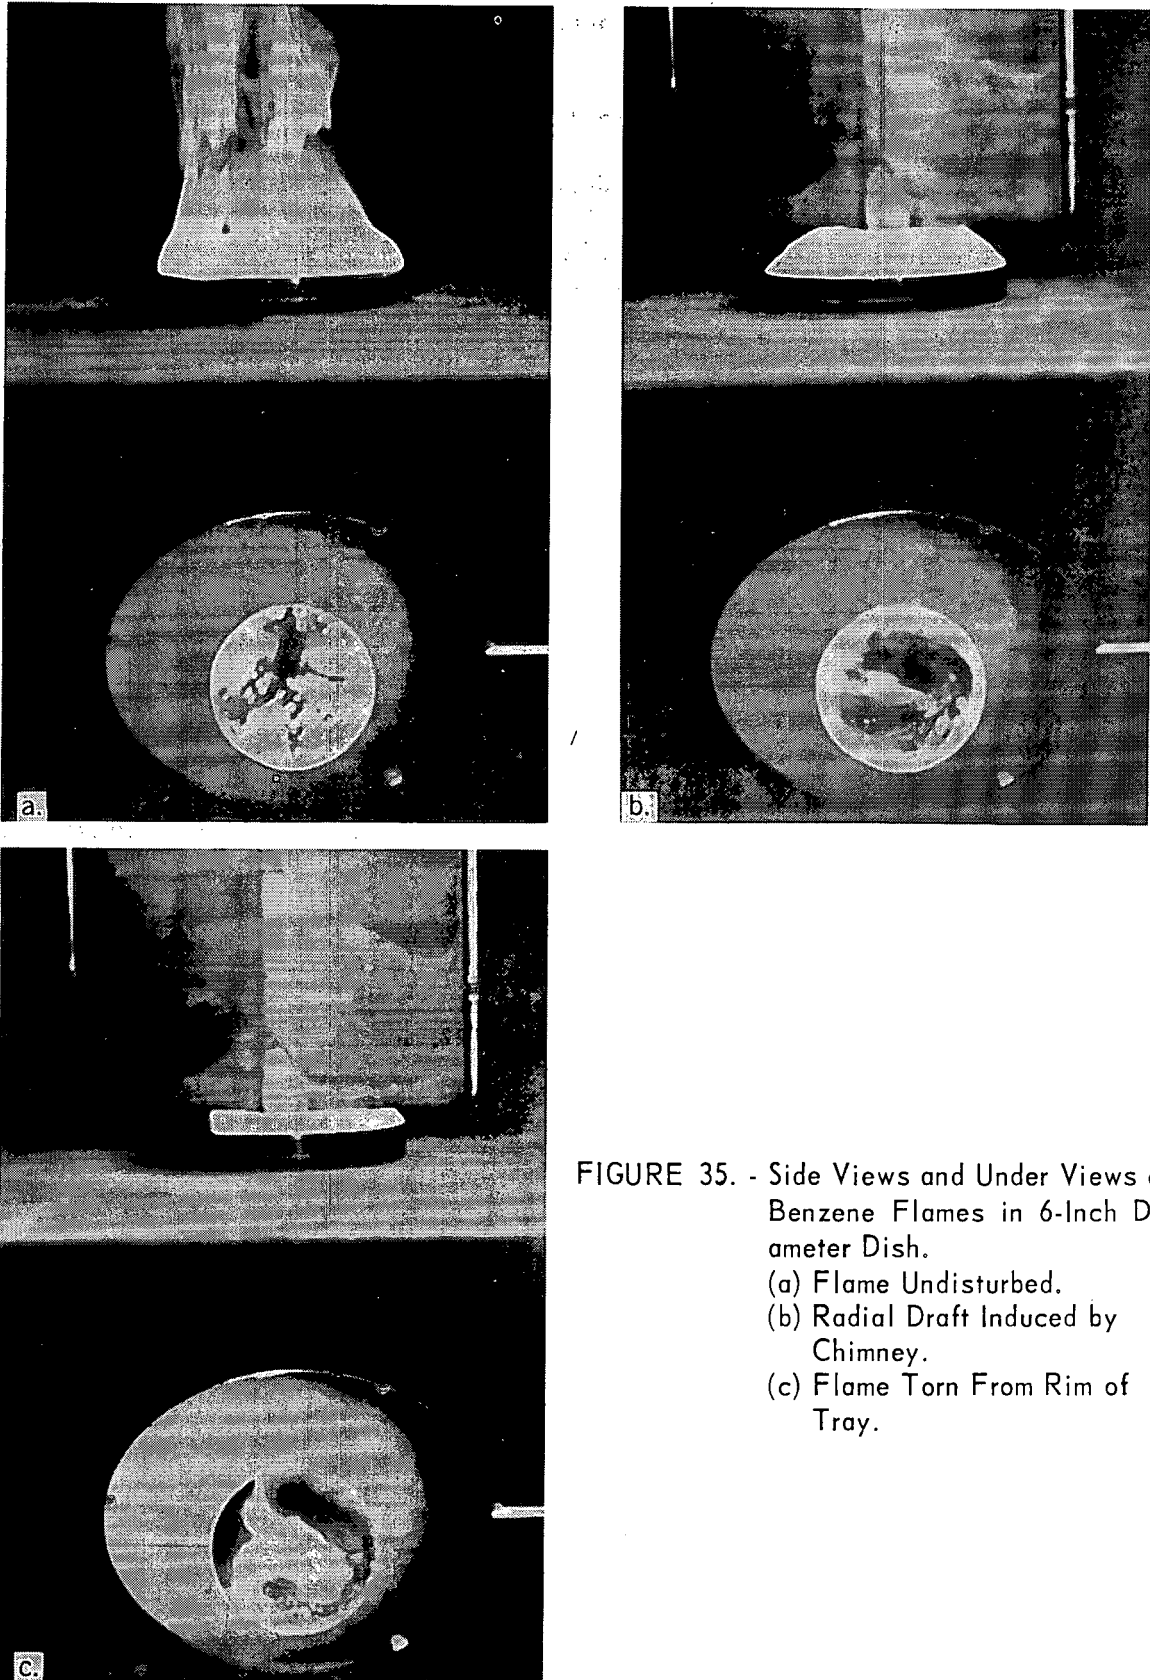 a.
b.
c.
FIGURE 35. - Side Views and Under Views
Benzene Flames in 6-Inch D
ameter Dish.
(a) Flame Undisturbed.
(b) Radial Draft Induced by
Chimney.
(c) Flame Torn From Rim of
Tray.